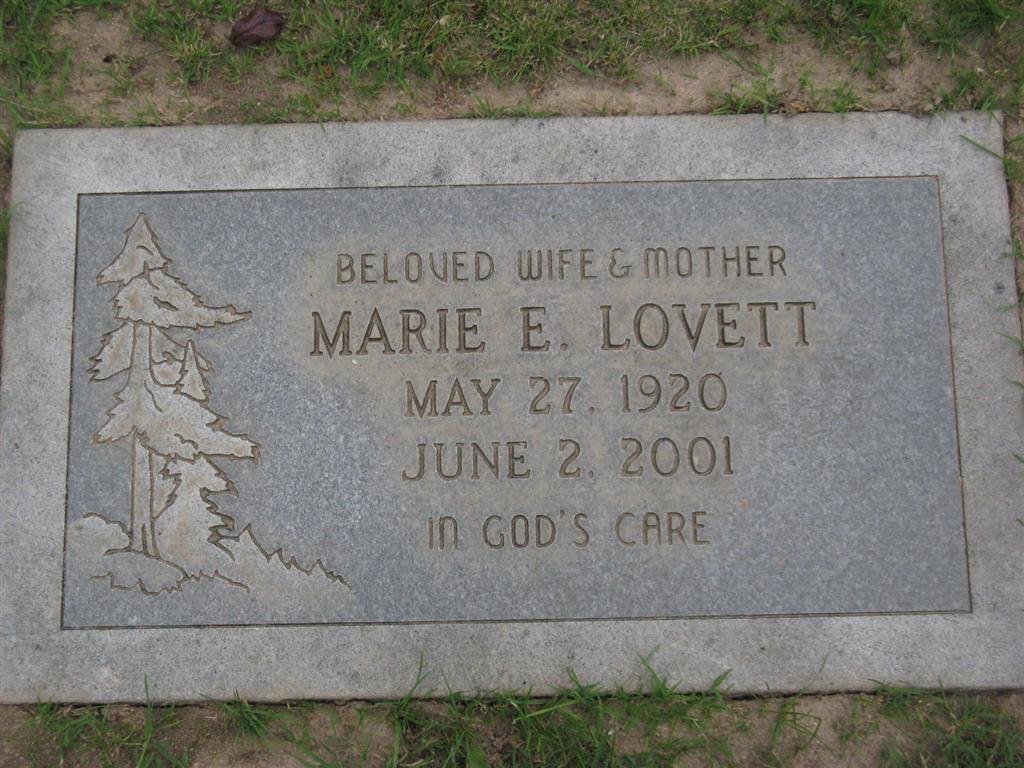 BELOVED WIFE & MOTHER
MARIE E. LOVETT
MAY 27, 1920
JUNE 2, 2001
IN GOD'S CARE